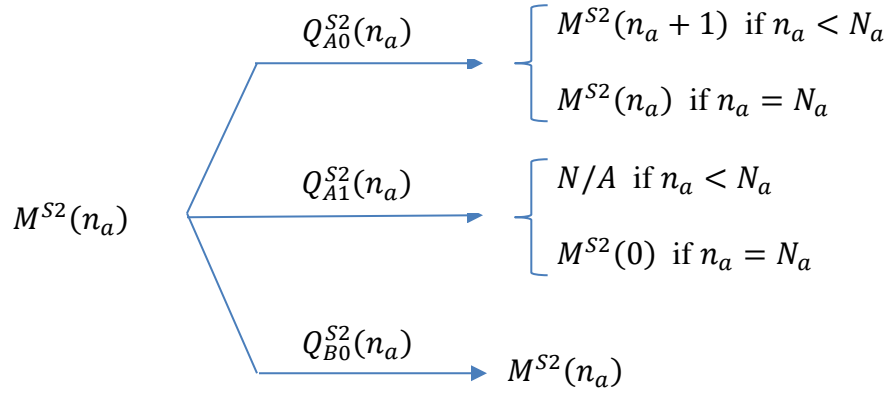 Q_{A0}^{S2}(n_a)
M^{S2}(n_a + 1) if n_a < N_a
M^{S2}(n_a) if n_a = N_a
M^{S2}(n_a)
Q_{A1}^{S2}(n_a)
N/A if n_a < N_a
M^{S2}(0) if n_a = N_a
Q_{B0}^{S2}(n_a)
M^{S2}(n_a)